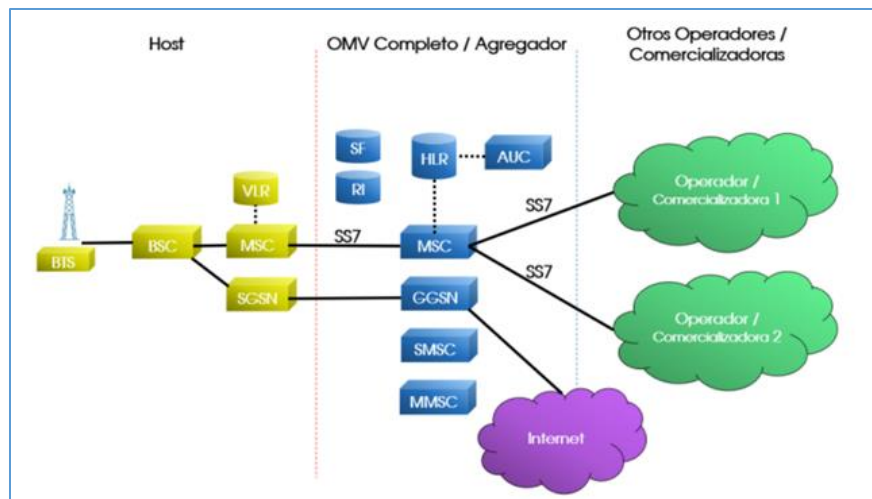 Host
OMV Completo / Agregador
Otros Operadores /
Comercializadoras
SF
RI
HLR
AUC
VLR
BTS
BSC
MSC
SS7
MSC
SS7
SS7
SGSN
GGSN
SMSC
MMSC
Operador /
Comercializadora 1
Operador /
Comercializadora 2
Internet